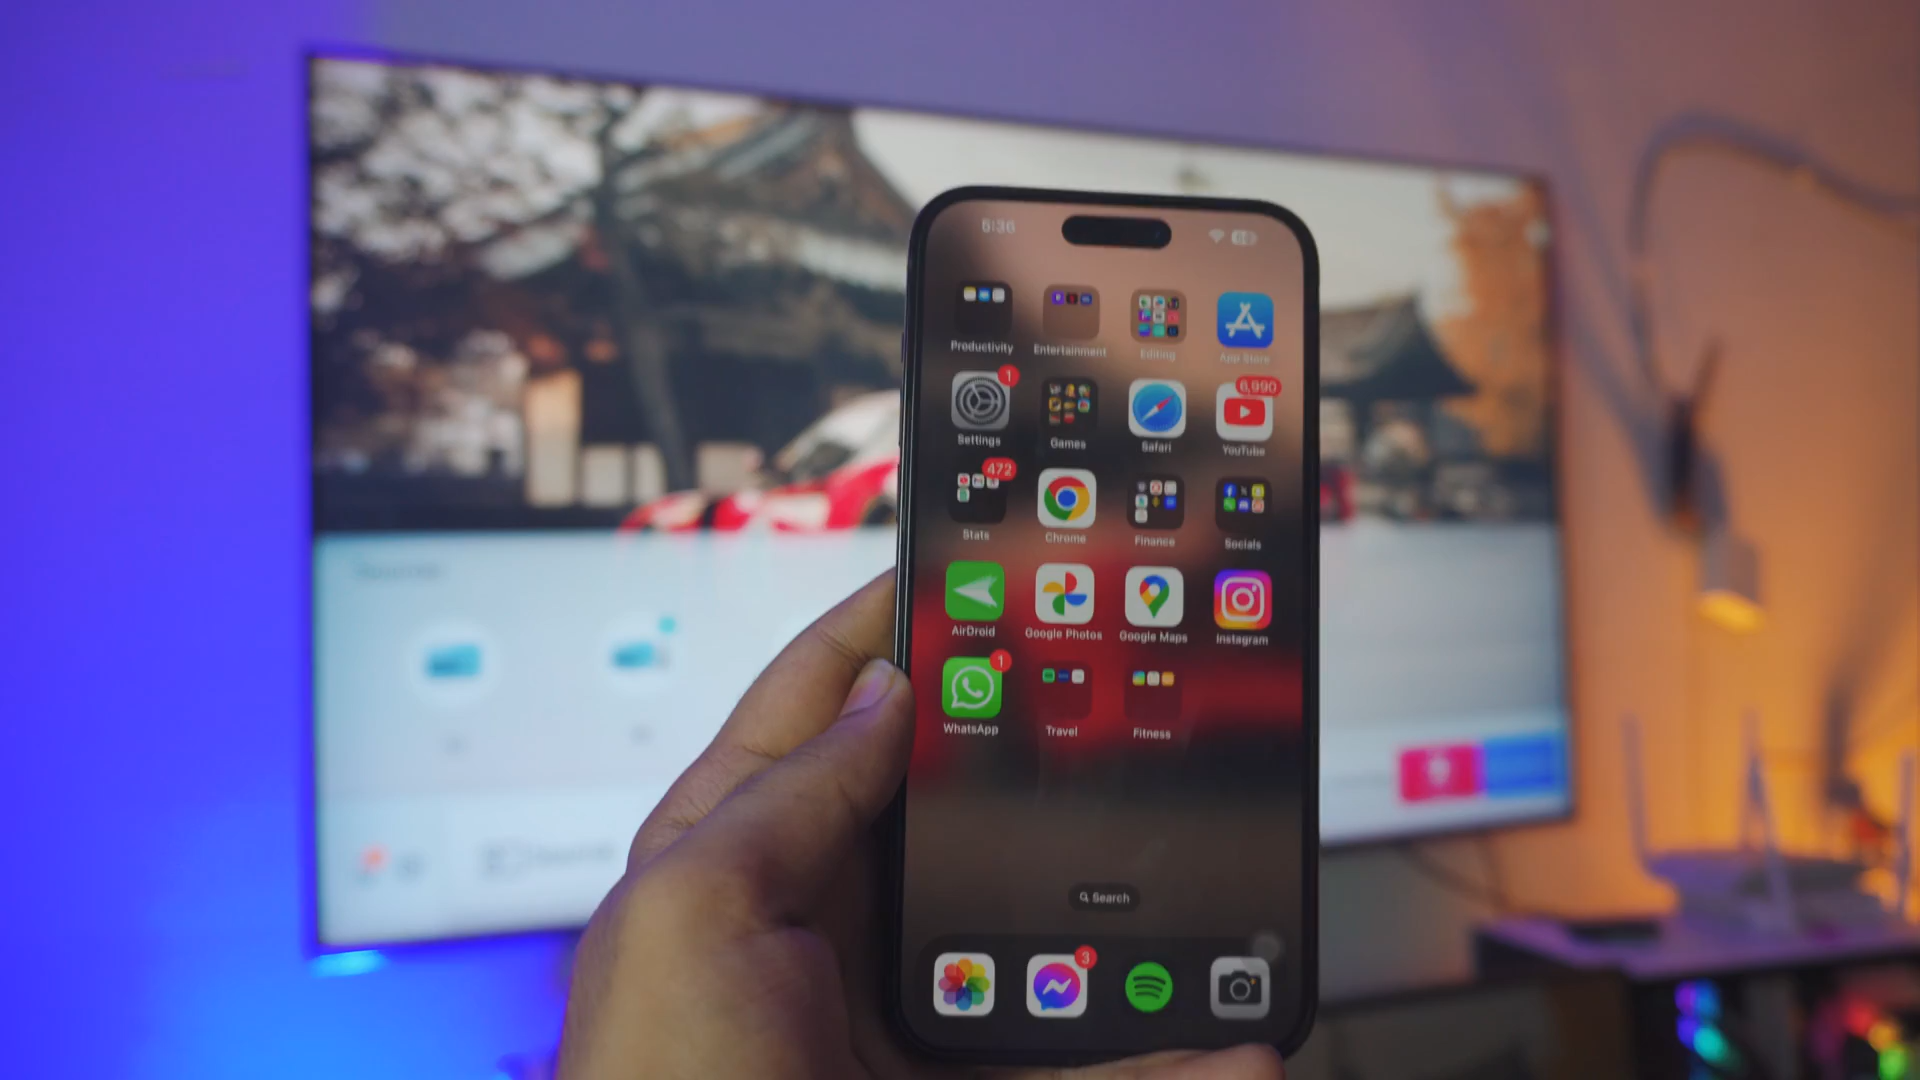 5:36
Productivity Entertainment Editing App Store
1 6,990
Settings Games Safari YouTube
472
Stats Chrome Finance Socials
AirDroid Google Photos Google Maps Instagram
1
WhatsApp Travel Fitness
Search
3